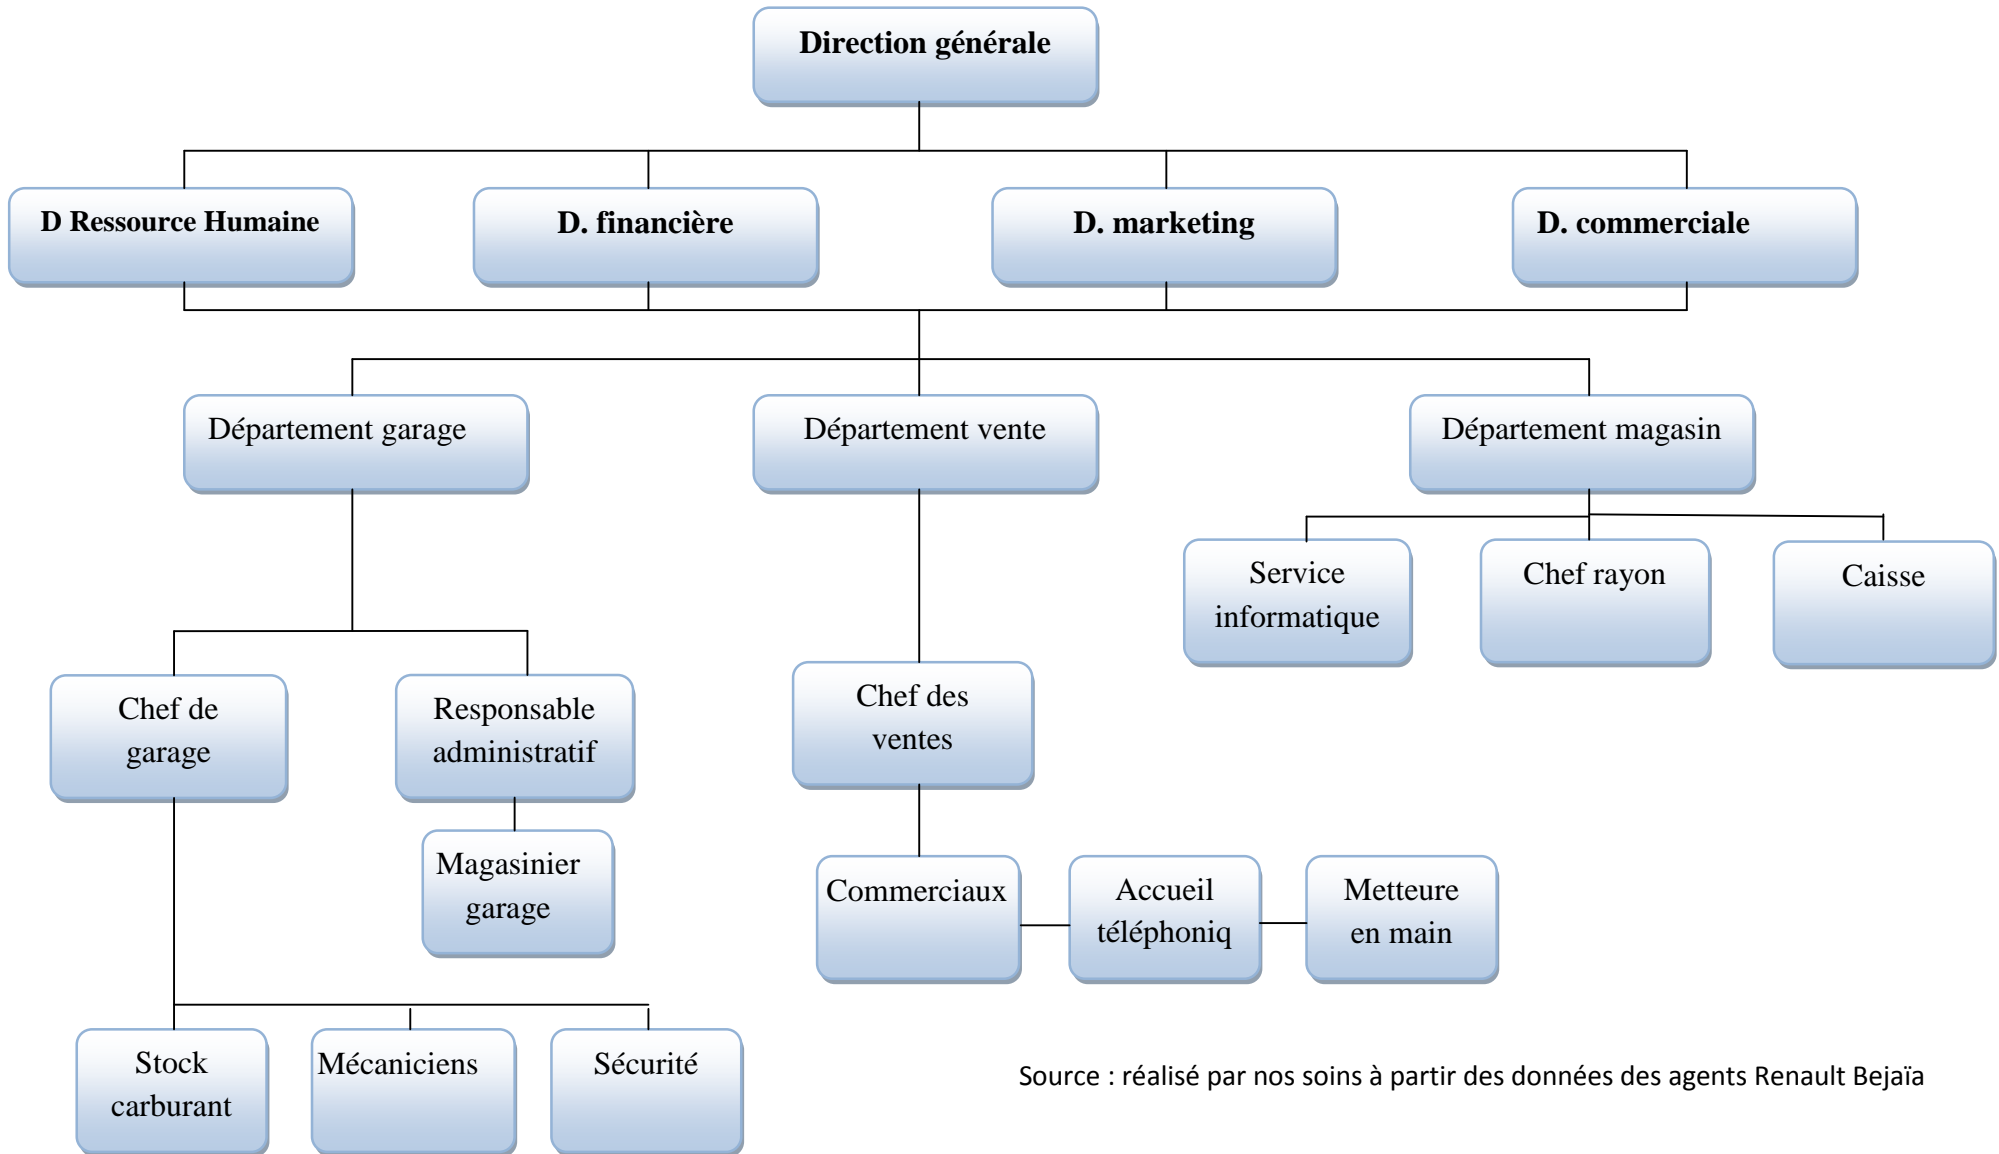 Direction générale
D Ressource Humaine
D. financière
D. marketing
D. commerciale
Département garage
Département vente
Département magasin
Service
informatique
Chef rayon
Caisse
Chef de
garage
Responsable
administratif
Chef des
ventes
Magasinier
garage
Commerciaux
Accueil
téléphoniq
Metteure
en main
Stock
carburant
Mécaniciens
Sécurité
Source : réalisé par nos soins à partir des données des agents Renault Bejaïa